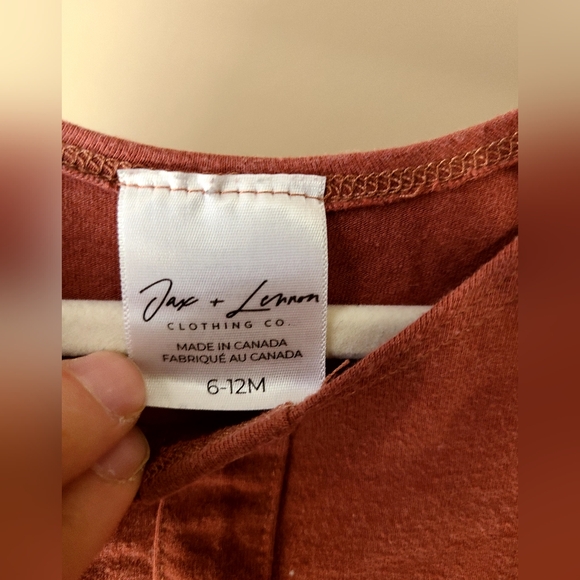 Jax + Lennon
CLOTHING CO.
MADE IN CANADA
FABRIQUÉ AU CANADA
6-12M